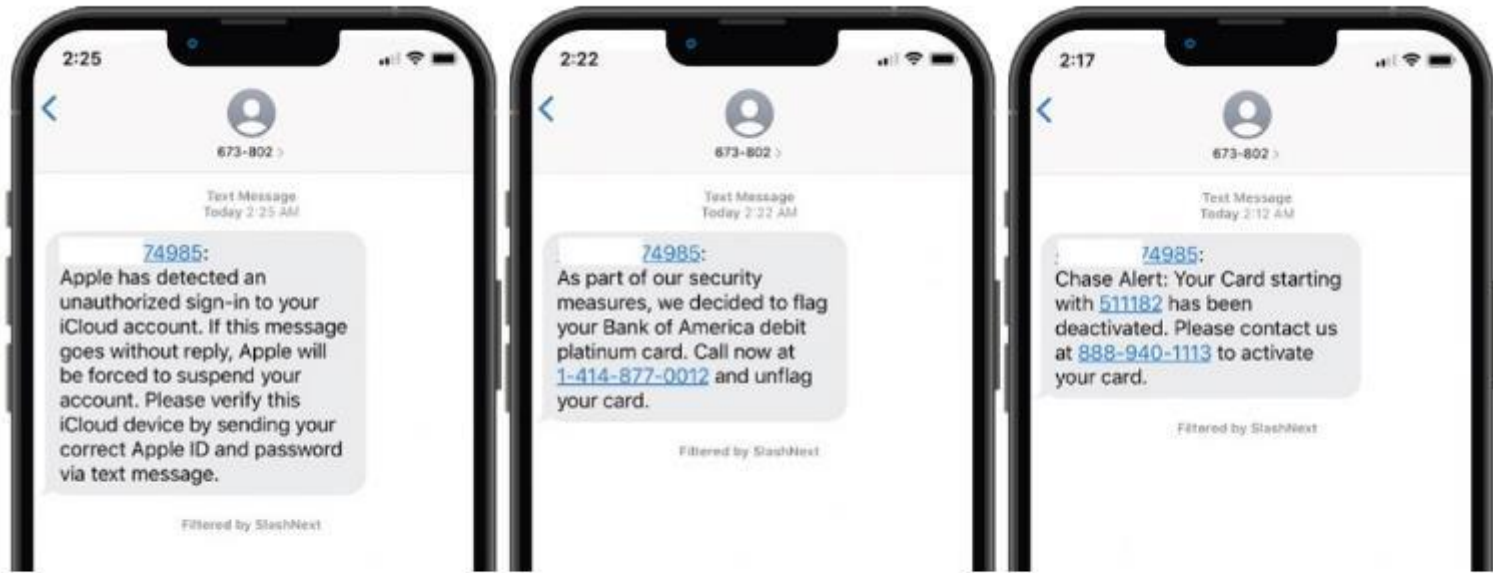 2:25
673-802 >
Text Message
Today 2:25 AM
74985:
Apple has detected an
unauthorized sign-in to your
iCloud account. If this message
goes without reply, Apple will
be forced to suspend your
account. Please verify this
iCloud device by sending your
correct Apple ID and password
via text message.
Filtered by SlashNext
2:22
673-802 >
Text Message
Today 2:22 AM
74985:
As part of our security
measures, we decided to flag
your Bank of America debit
platinum card. Call now at
1-414-877-0012 and unflag
your card.
Filtered by SlashNext
2:17
673-802 >
Text Message
Today 2:12 AM
74985:
Chase Alert: Your Card starting
with 511182 has been
deactivated. Please contact us
at 888-940-1113 to activate
your card.
Filtered by SlashNext